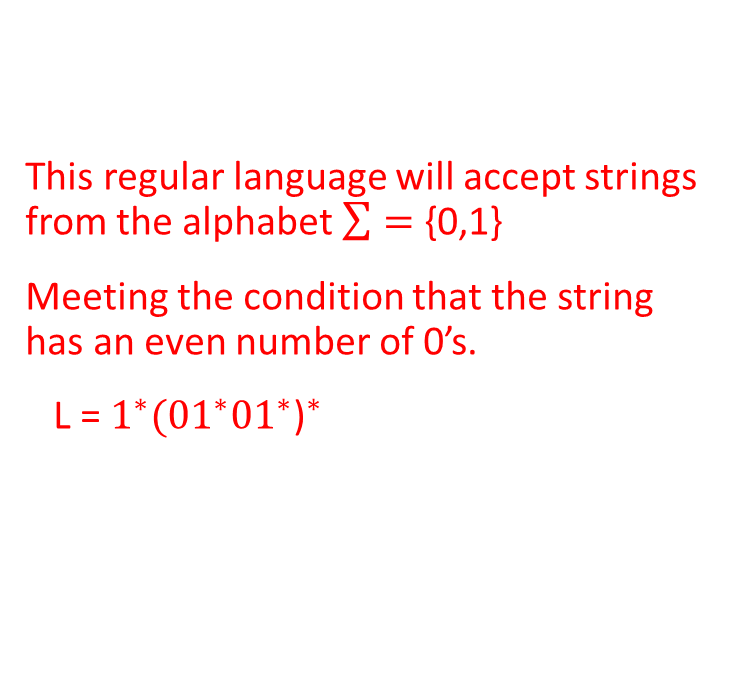 This regular language will accept strings
from the alphabet ∑ = {0,1}
Meeting the condition that the string
has an even number of 0’s.
L = 1*(01*01*)*